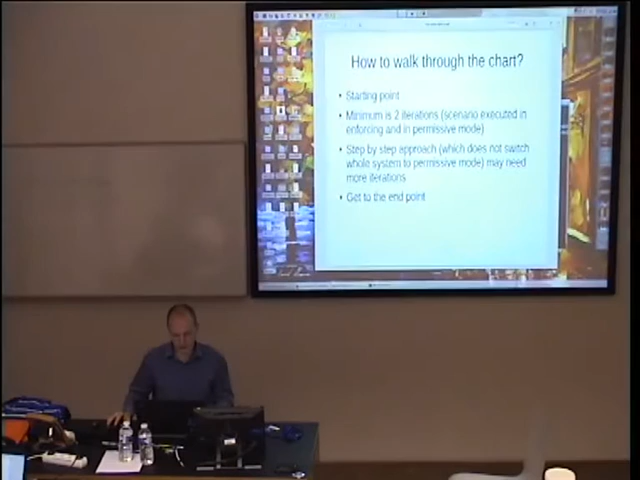 How to walk through the chart?
• Starting point
• Minimum is 2 iterations (scenario executed in
enforcing and in permissive mode)
• Step by step approach (which does not switch
whole system to permissive mode) may need
more iterations
• Get to the end point